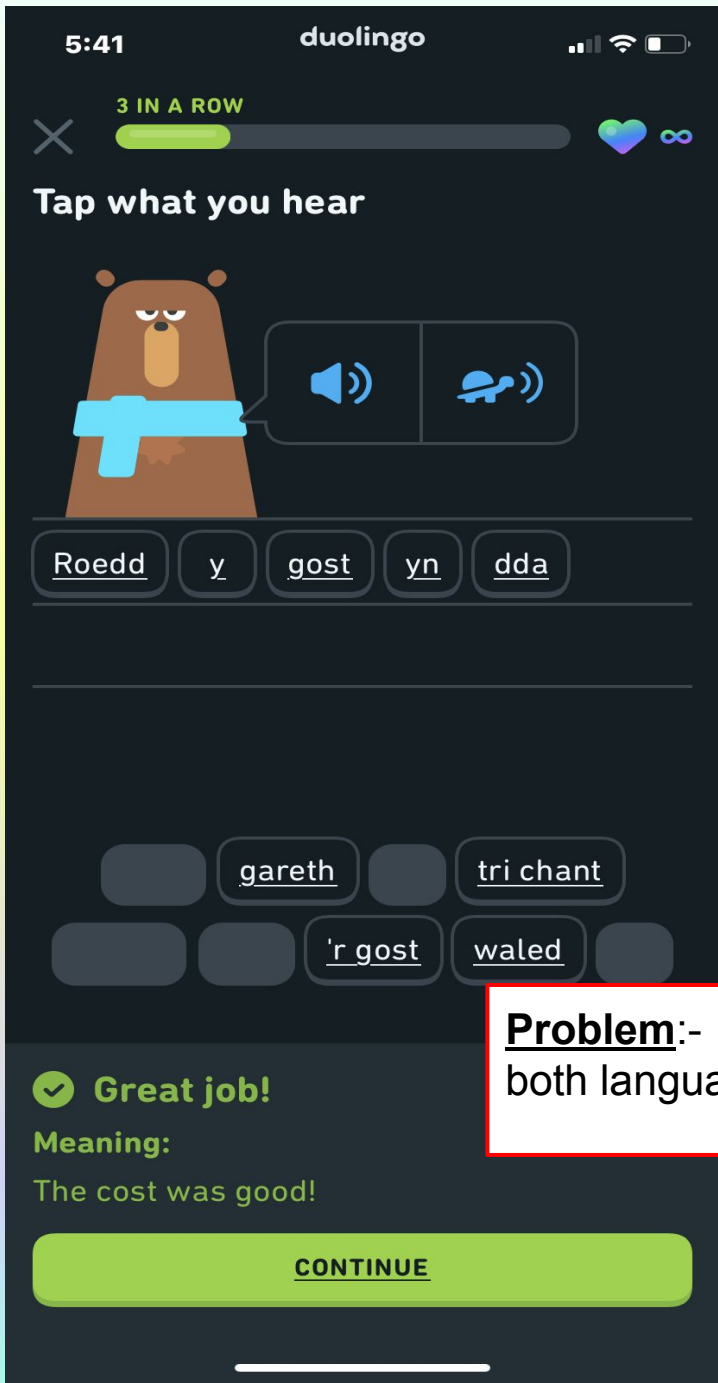 5:41 duolingo
3 IN A ROW
Tap what you hear
Roedd y gost yn dda
gareth tri chant
'r gost waled
Problem:-
both langua
Great job!
Meaning:
The cost was good!
CONTINUE